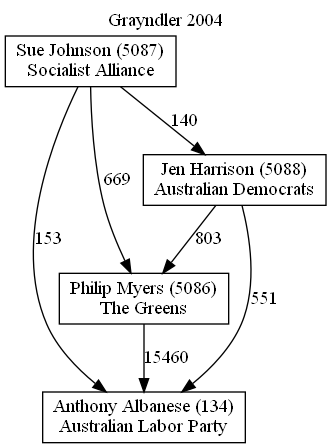 Grayndler 2004
Sue Johnson (5087)
Socialist Alliance
140
Jen Harrison (5088)
Australian Democrats
669
153
803
551
Philip Myers (5086)
The Greens
15460
Anthony Albanese (134)
Australian Labor Party